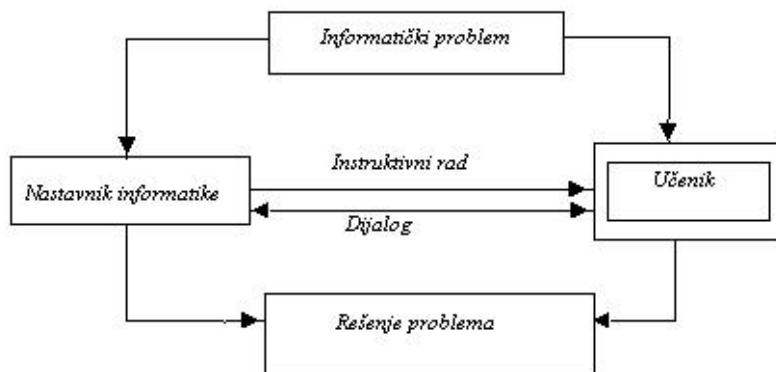 Informatički problem
Instruktivni rad
Učenik
Nastavnik informatike
Dijalog
Rešenje problema